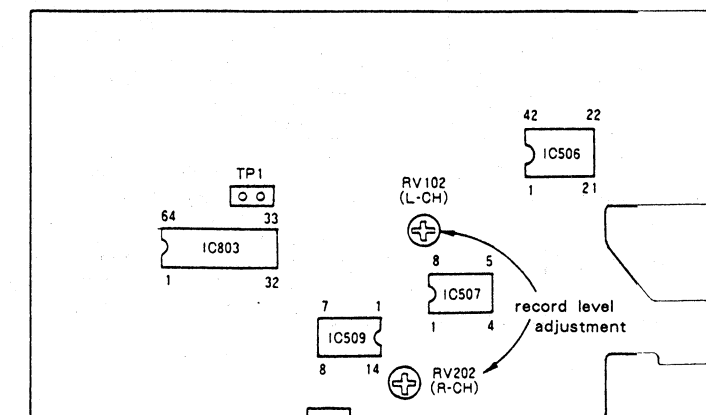 42 22
IC506
1 21
TP1
RV102
(L-CH)
64 33
IC803
1 32
8 5
IC507
1 4
record level
adjustment
7 1
IC509
8 14
RV202
(R-CH)